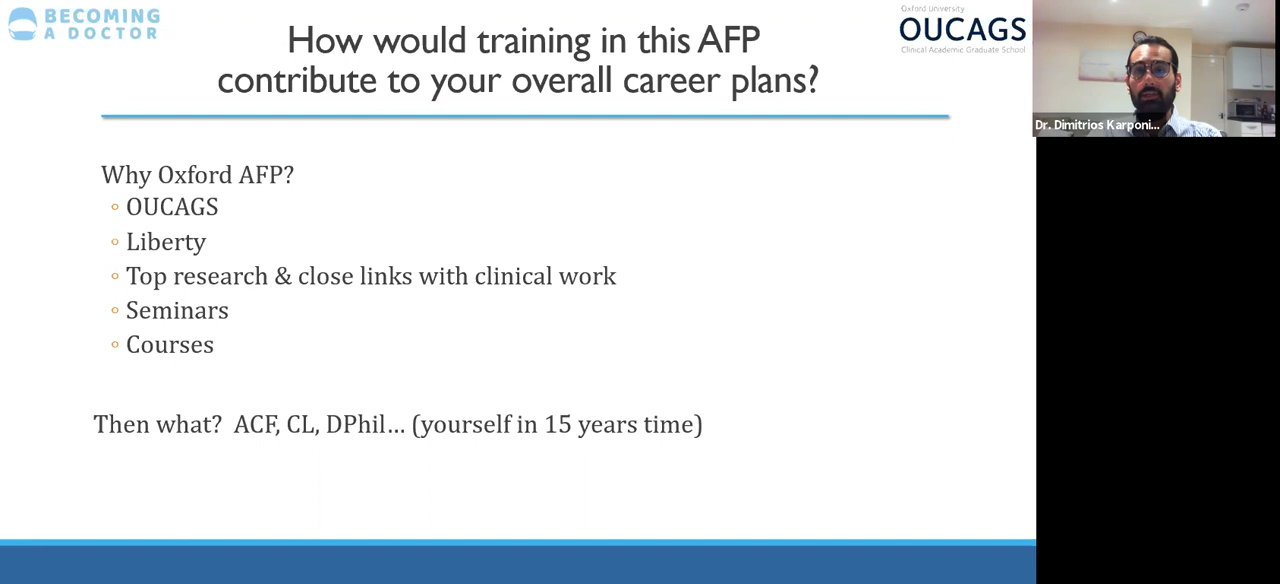 BECOMING
A DOCTOR
How would training in this AFP
contribute to your overall career plans?
Oxford University
OUCAGS
Clinical Academic Graduate School
Dr. Dimitrios Karponi...
Why Oxford AFP?
◦ OUCAGS
◦ Liberty
◦ Top research & close links with clinical work
◦ Seminars
◦ Courses
Then what? ACF, CL, DPhil... (yourself in 15 years time)